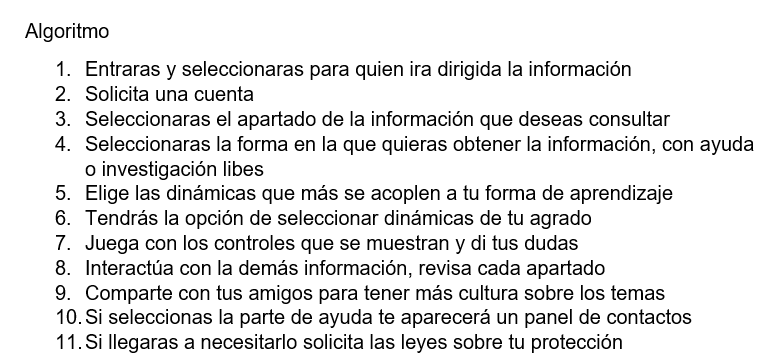 Algoritmo
1. Entraras y seleccionaras para quien ira dirigida la información
2. Solicita una cuenta
3. Seleccionaras el apartado de la información que deseas consultar
4. Seleccionaras la forma en la que quieras obtener la información, con ayuda
o investigación libes
5. Elige las dinámicas que más se acoplen a tu forma de aprendizaje
6. Tendrás la opción de seleccionar dinámicas de tu agrado
7. Juega con los controles que se muestran y di tus dudas
8. Interactúa con la demás información, revisa cada apartado
9. Comparte con tus amigos para tener más cultura sobre los temas
10. Si seleccionas la parte de ayuda te aparecerá un panel de contactos
11. Si llegaras a necesitarlo solicita las leyes sobre tu protección